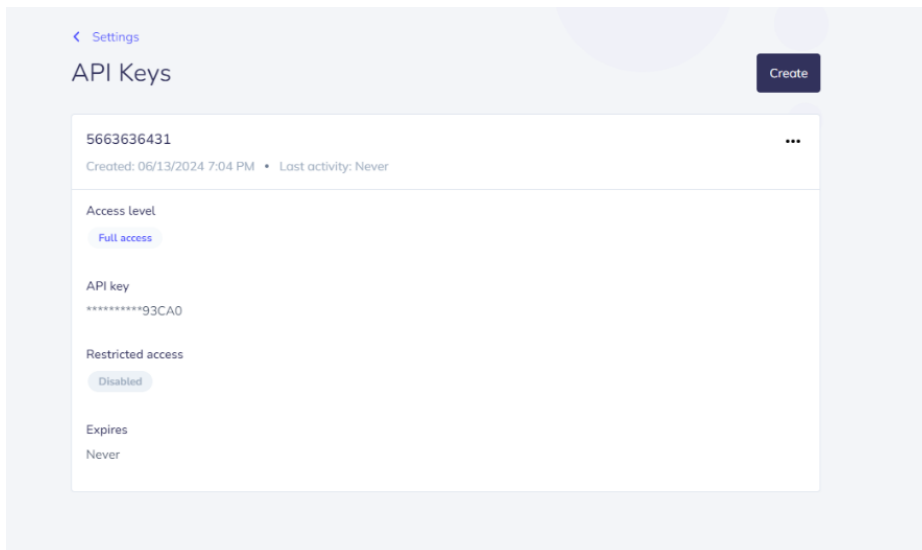 Settings
API Keys
Create
5663636431
Created: 06/13/2024 7:04 PM • Last activity: Never
Access level
Full access
API key
**********93CA0
Restricted access
Disabled
Expires
Never